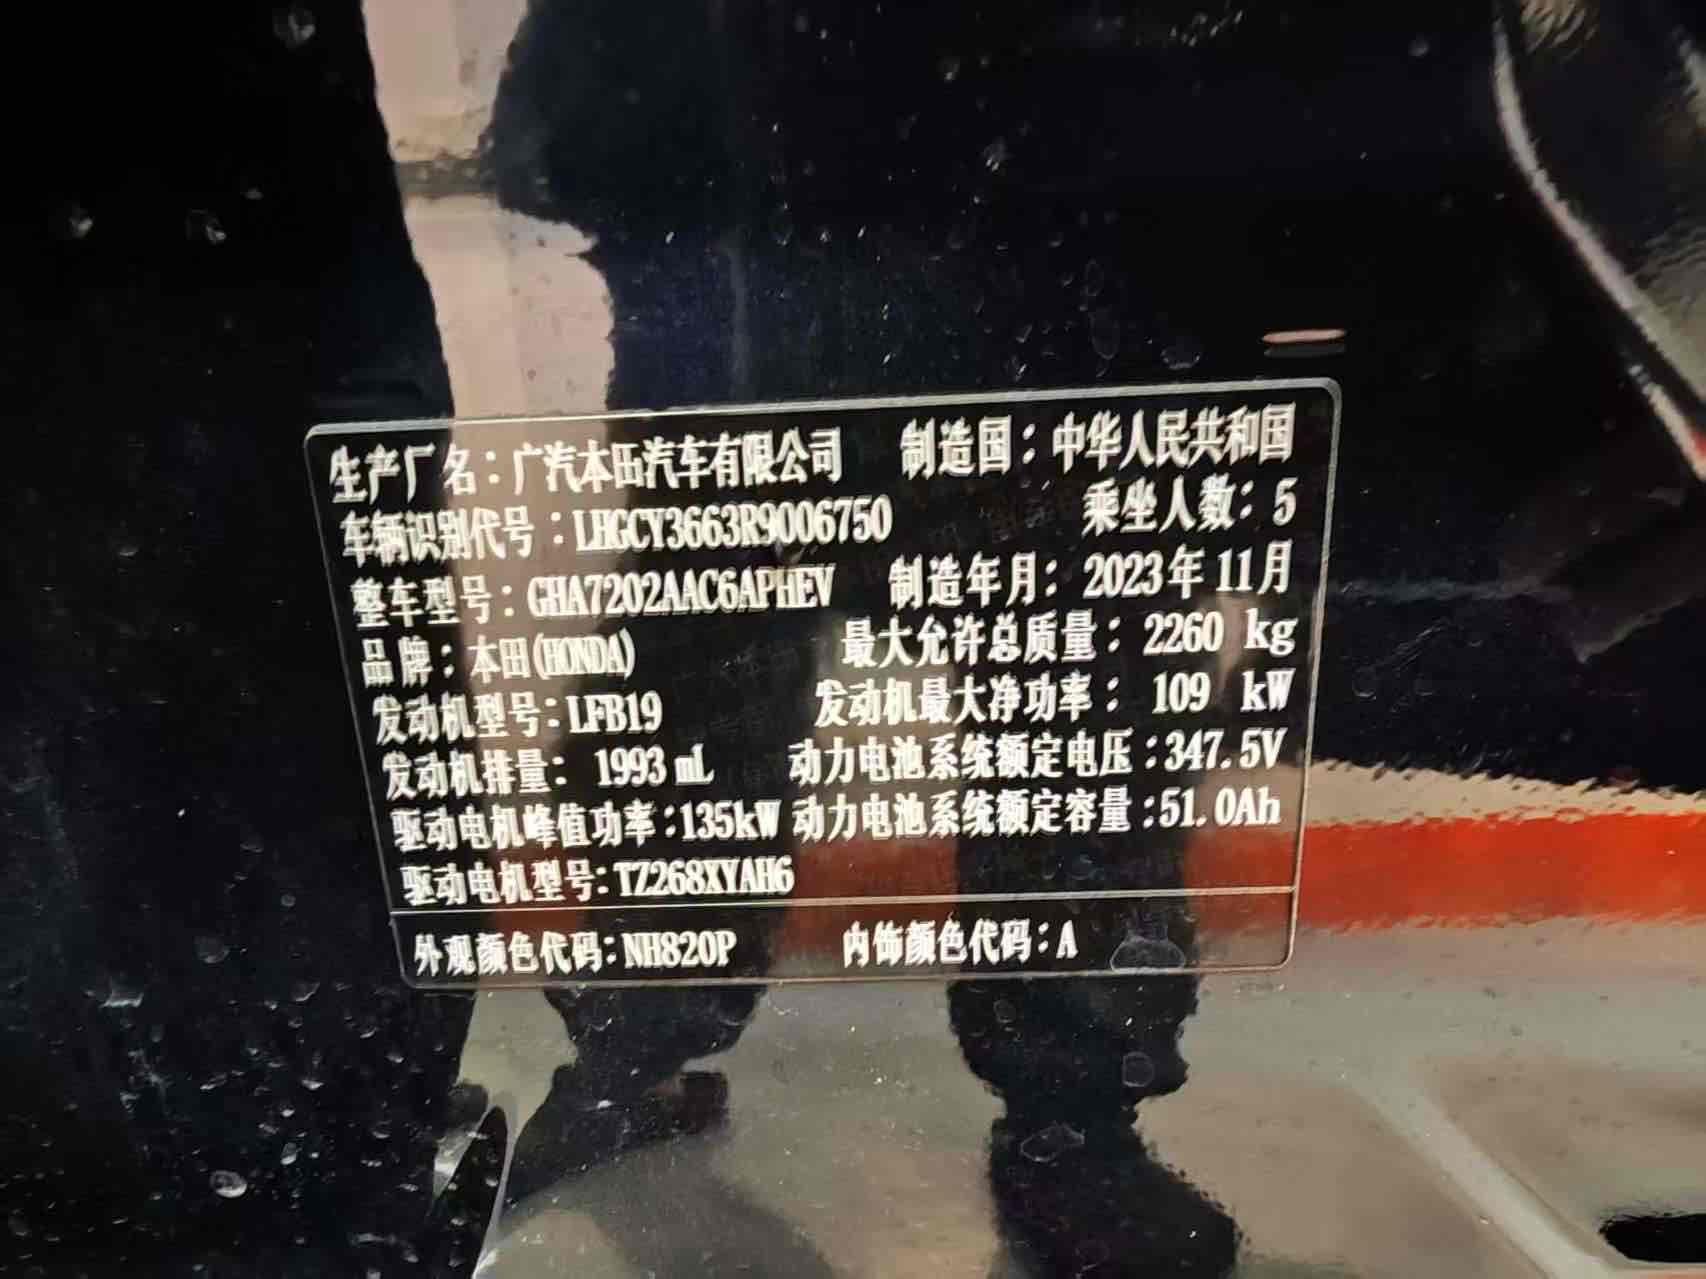 生产厂名：广汽本田汽车有限公司 制造国：中华人民共和国
车辆识别代号：LHGCY3663R9006750 乘坐人数：5
整车型号：GHA7202AAC6APHEV 制造年月：2023年11月
品牌：本田(HONDA) 最大允许总质量：2260 kg
发动机型号：LFB19 发动机最大净功率：109 kW
发动机排量：1993 mL 动力电池系统额定电压：347.5V
驱动电机峰值功率：135kW 动力电池系统额定容量：51.0Ah
驱动电机型号：TZ268XYAH6
外观颜色代码：NH820P 内饰颜色代码：A